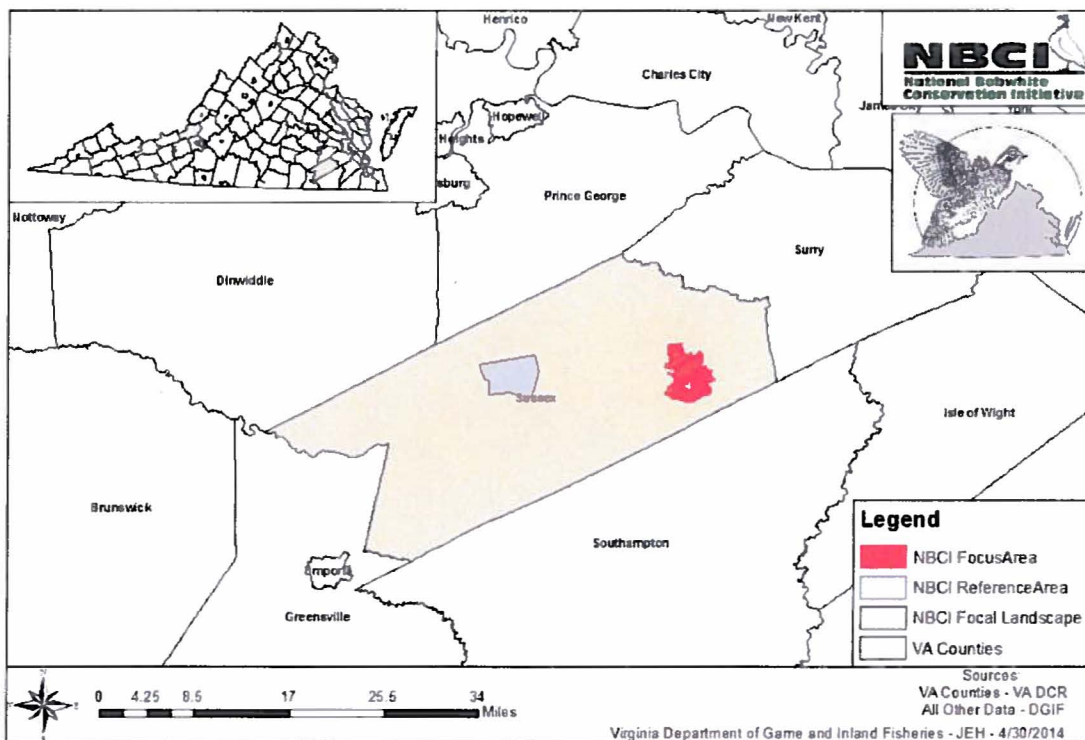 Henrico
New Kent
NBCI
National Bobwhite
Conservation Initiative
Charles City
York
Hopewell
Heights
sburg
Prince George
Nottoway
Surry
Dinwiddie
Sussex
Isle of Wight
Brunswick
Southampton
Emporia
Greensville
Legend
NBCI FocusArea
NBCI ReferenceArea
NBCI Focal Landscape
VA Counties
0 4.25 8.5 17 25.5 34
Miles
Sources
VA Counties - VA DCR
All Other Data - DGIF
Virginia Department of Game and Inland Fisheries - JEH - 4/30/2014